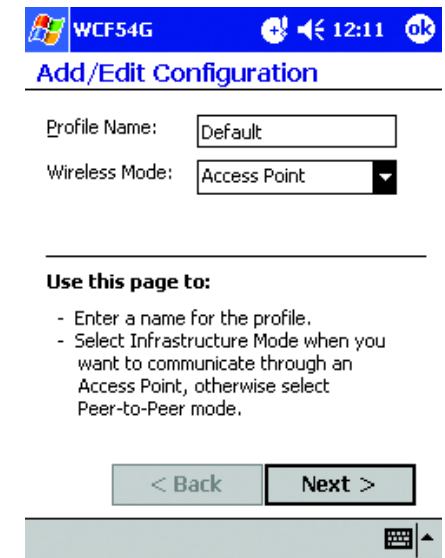 WCF54G 12:11 ok
Add/Edit Configuration
Profile Name: Default
Wireless Mode: Access Point
Use this page to:
- Enter a name for the profile.
- Select Infrastructure Mode when you
want to communicate through an
Access Point, otherwise select
Peer-to-Peer mode.
< Back Next >